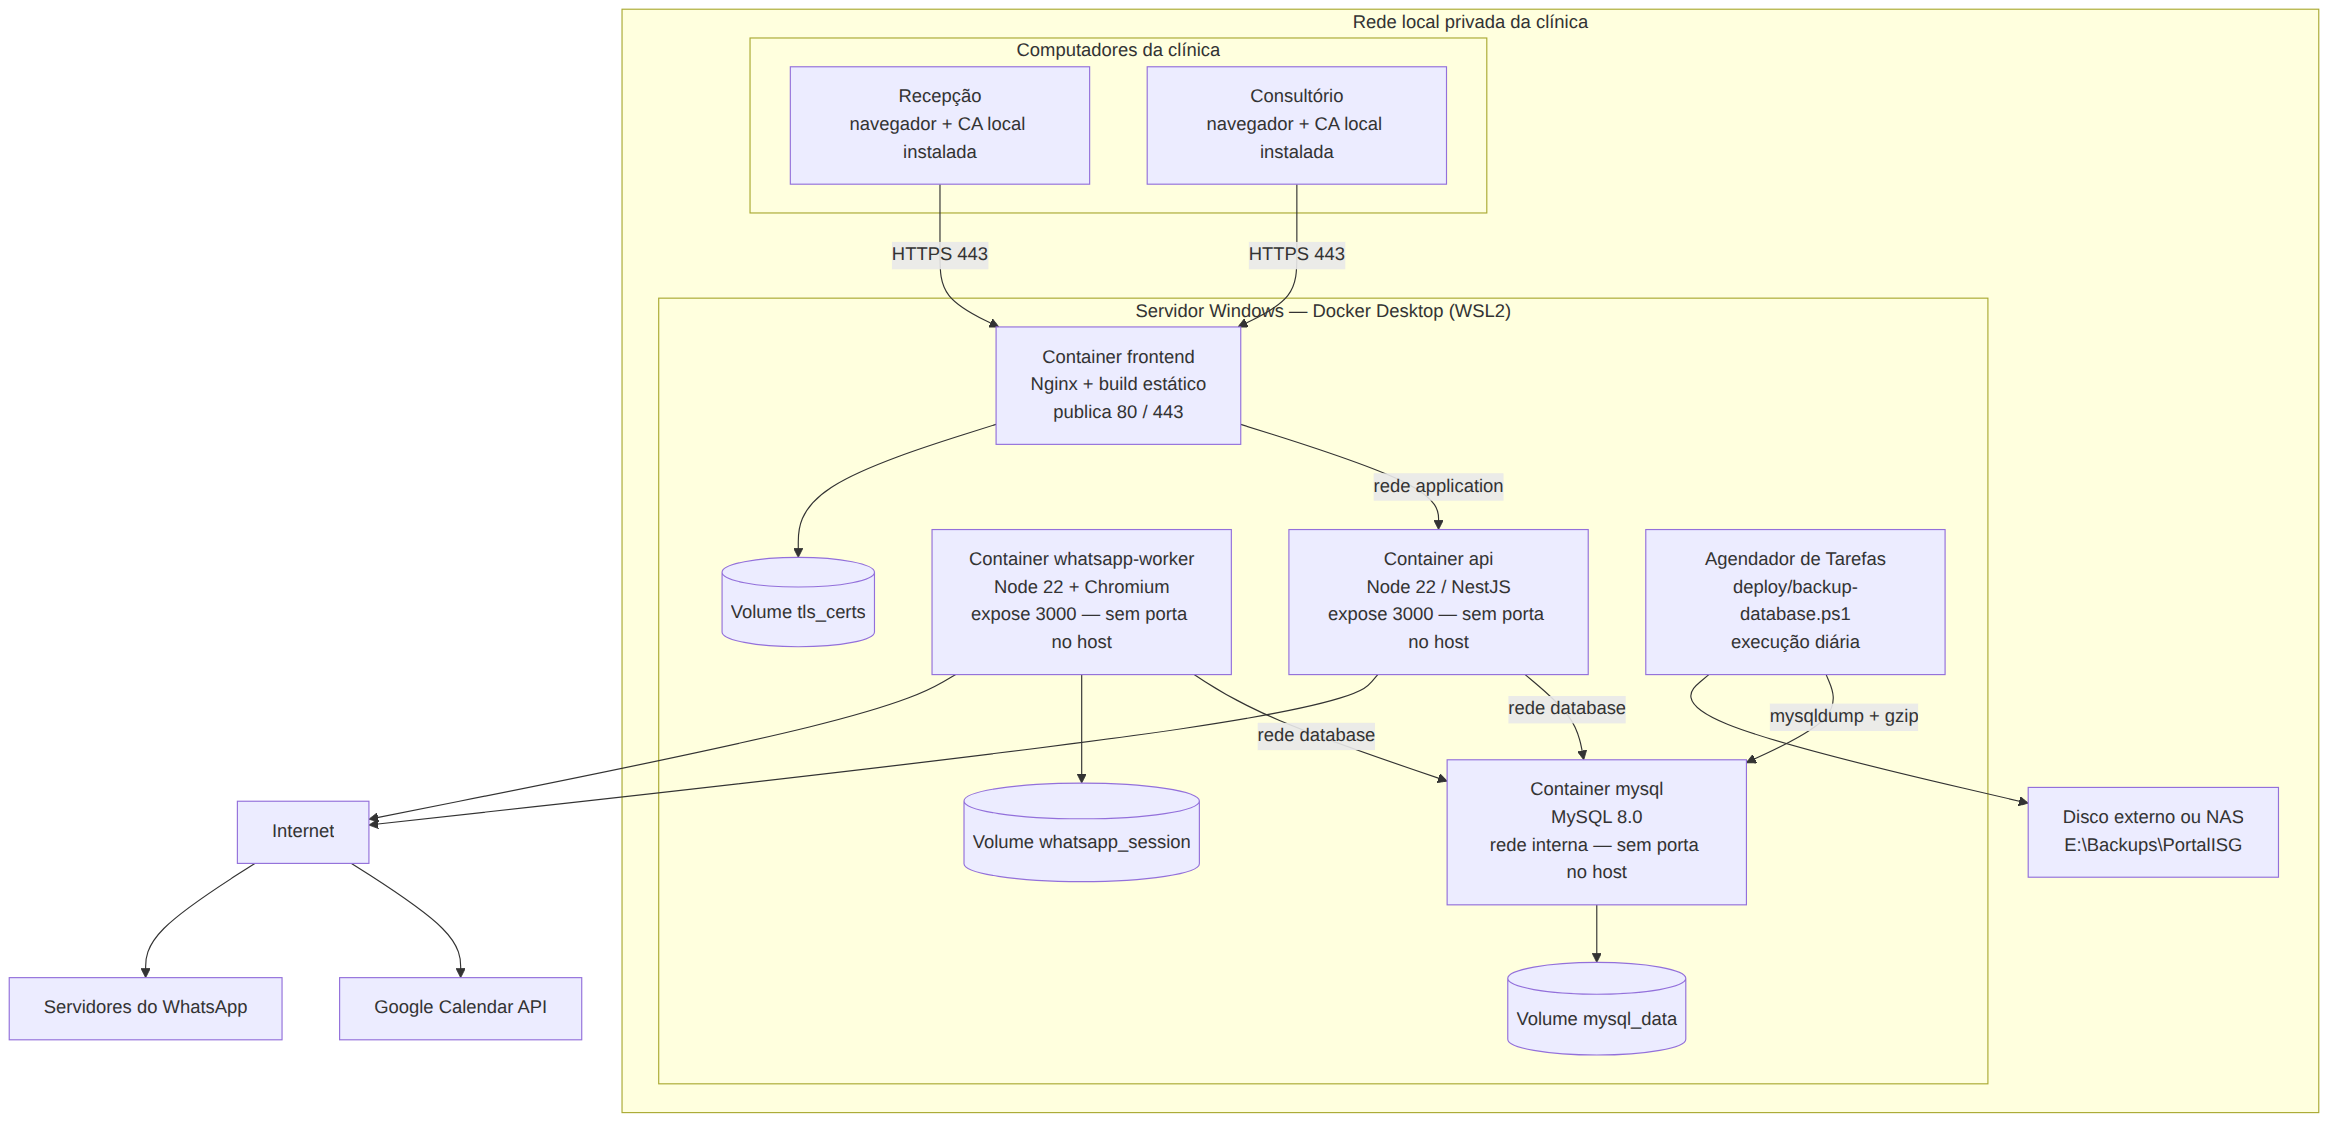 Rede local privada da clínica
Computadores da clínica
Recepção
navegador + CA local
instalada
Consultório
navegador + CA local
instalada
HTTPS 443
HTTPS 443
Servidor Windows — Docker Desktop (WSL2)
Container frontend
Nginx + build estático
publica 80 / 443
rede application
Volume tls_certs
Container whatsapp-worker
Node 22 + Chromium
expose 3000 — sem porta
no host
Container api
Node 22 / NestJS
expose 3000 — sem porta
no host
Agendador de Tarefas
deploy/backup-
database.ps1
execução diária
rede database
rede database
mysqldump + gzip
Internet
Volume whatsapp_session
Container mysql
MySQL 8.0
rede interna — sem porta
no host
Disco externo ou NAS
E:\Backups\PortalISG
Servidores do WhatsApp
Google Calendar API
Volume mysql_data